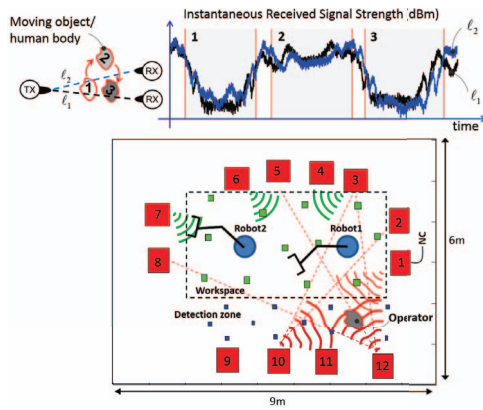 Instantaneous Received Signal Strength (dBm)
Moving object/
human body
1
2
3
ℓ2
2
ℓ2
RX
TX
1
3
ℓ1
ℓ1
RX
time
6
5
4
3
7
2
Robot2
Robot1
8
1
NC
6m
Workspace
Detection zone
Operator
9
10
11
12
9m